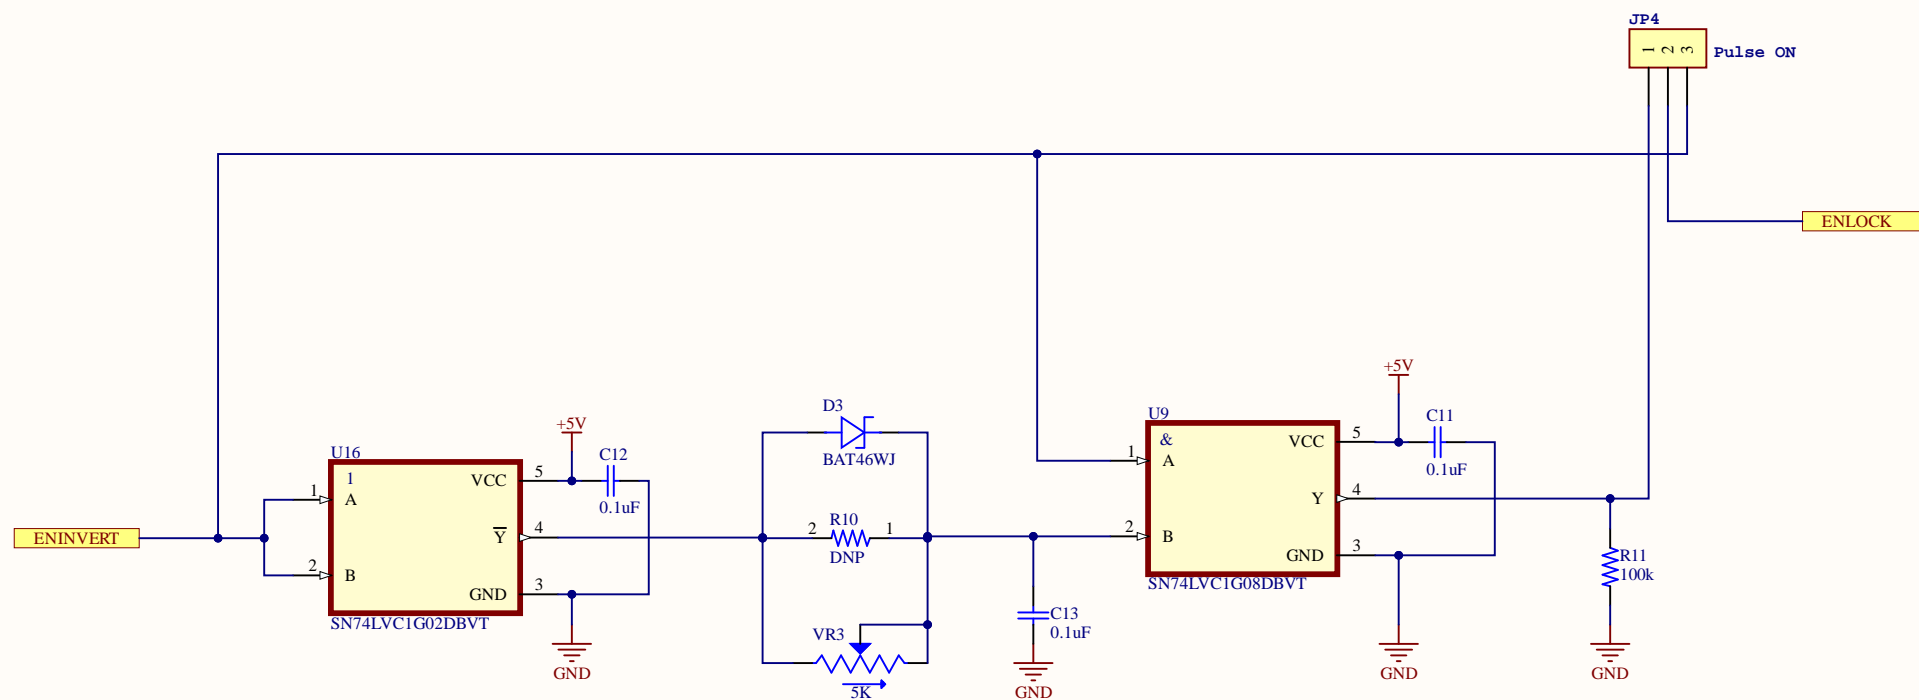 JP4
1
2
3
Pulse ON
ENLOCK
+5V
D3
U9
C11
+5V
&
VCC
5
U16
C12
BAT46WJ
1
A
0.1uF
1
VCC
5
1
A
0.1uF
Y
4
R10
2
1
ENINVERT
Y
4
2
B
DNP
GND
3
R11
100k
2
B
GND
3
SN74LVC1G08DBVT
SN74LVC1G02DBVT
VR3
C13
0.1uF
GND
5K
GND
GND
GND